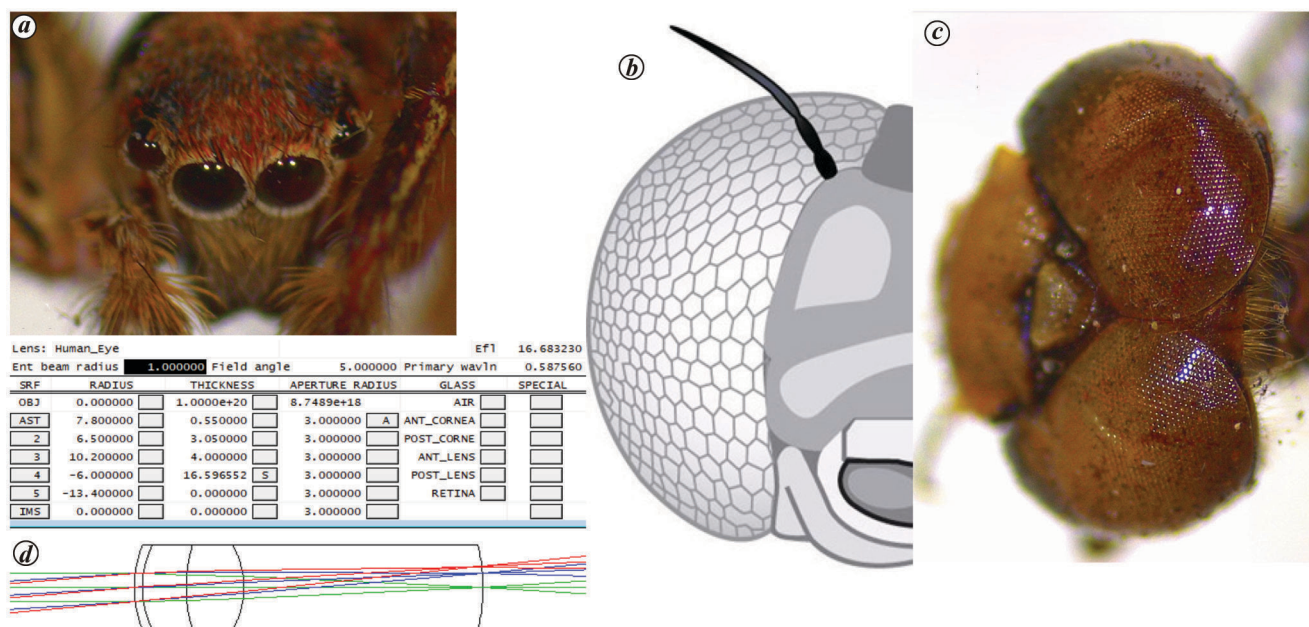 a
b
c
Lens: Human_Eye Efl 16.683230
Ent beam radius 1.000000 Field angle 5.000000 Primary wavln 0.587560
SRF RADIUS THICKNESS APERTURE RADIUS GLASS SPECIAL
OBJ 0.000000 1.0000e+20 8.7489e+18 AIR
AST 7.800000 0.550000 3.000000 A ANT_CORNEA
2 6.500000 3.050000 3.000000 POST_CORNE
3 10.200000 4.000000 3.000000 ANT_LENS
4 -6.000000 16.596552 S 3.000000 POST_LENS
5 -13.400000 0.000000 3.000000 RETINA
IMS 0.000000 0.000000 3.000000
d